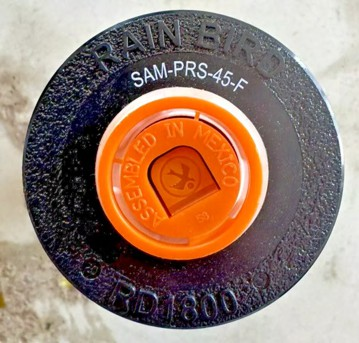 RAIN BIRD
SAM-PRS-45-F
ASSEMBLED IN MEXICO
RD1800